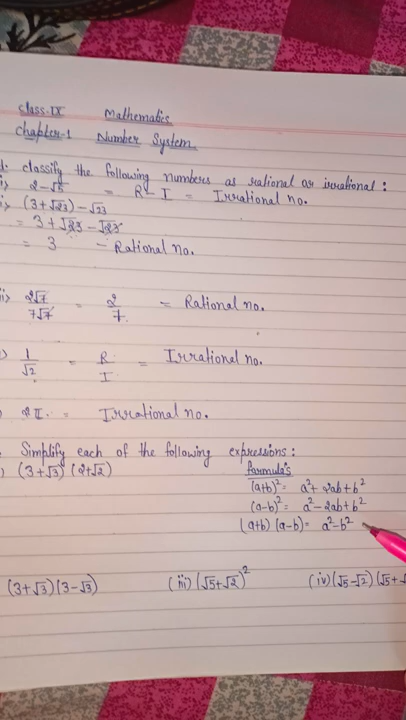 Class-IX Mathematics
Chapter-1 Number System
1. Classify the following numbers as rational or irrational:
i) 2-√5 = R-I = Irrational no.
i) (3+√23)-√23
= 3+√23-√23
= 3 - Rational no.
ii) 2√7/7√7 = 2/7 = Rational no.
) 1/√2 = R/I = Irrational no.
) 2π = Irrational no.
. Simplify each of the following expressions:
) (3+√3)(2+√2)
formula's
(a+b)² = a²+2ab+b²
(a-b)² = a²-2ab+b²
(a+b)(a-b) = a²-b²
(3+√3)(3-√3) (iii) (√5+√2)² (iv) (√5-√2)(√5+√